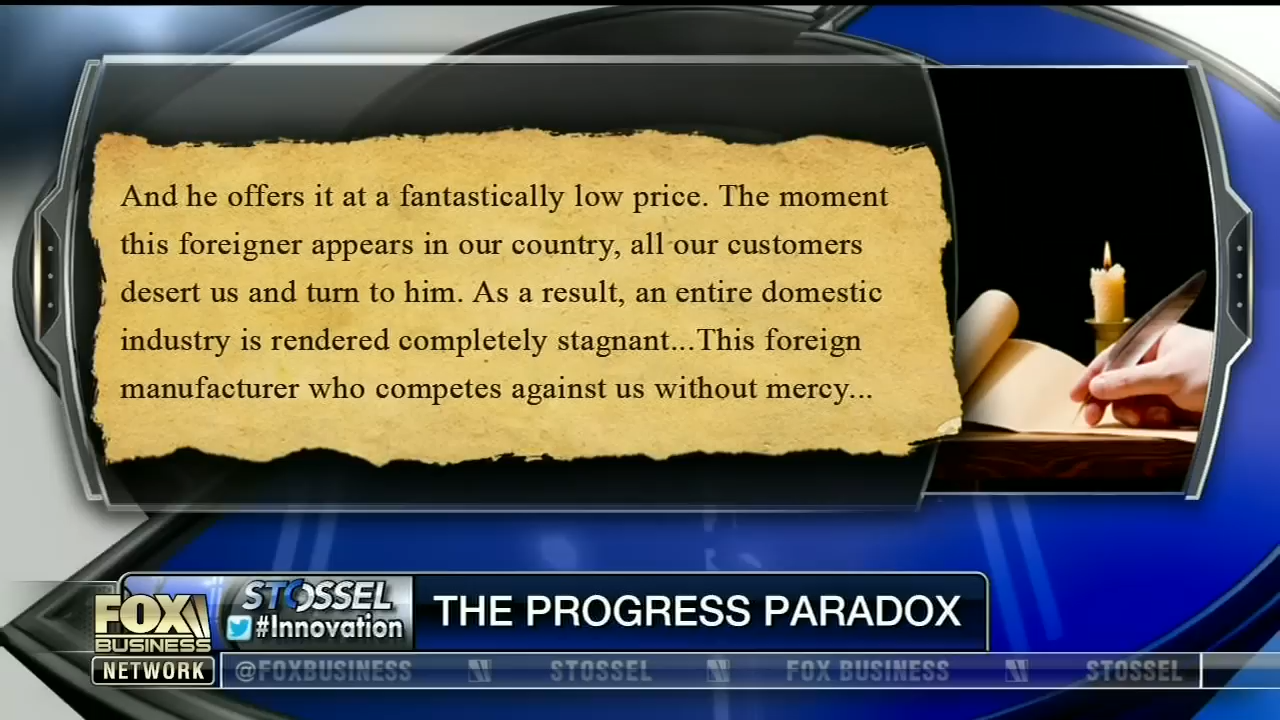 And he offers it at a fantastically low price. The moment
this foreigner appears in our country, all our customers
desert us and turn to him. As a result, an entire domestic
industry is rendered completely stagnant...This foreign
manufacturer who competes against us without mercy...
FOX
BUSINESS
NETWORK
STOSSEL
#Innovation
THE PROGRESS PARADOX
@FOXBUSINESS STOSSEL FOX BUSINESS STOSSEL